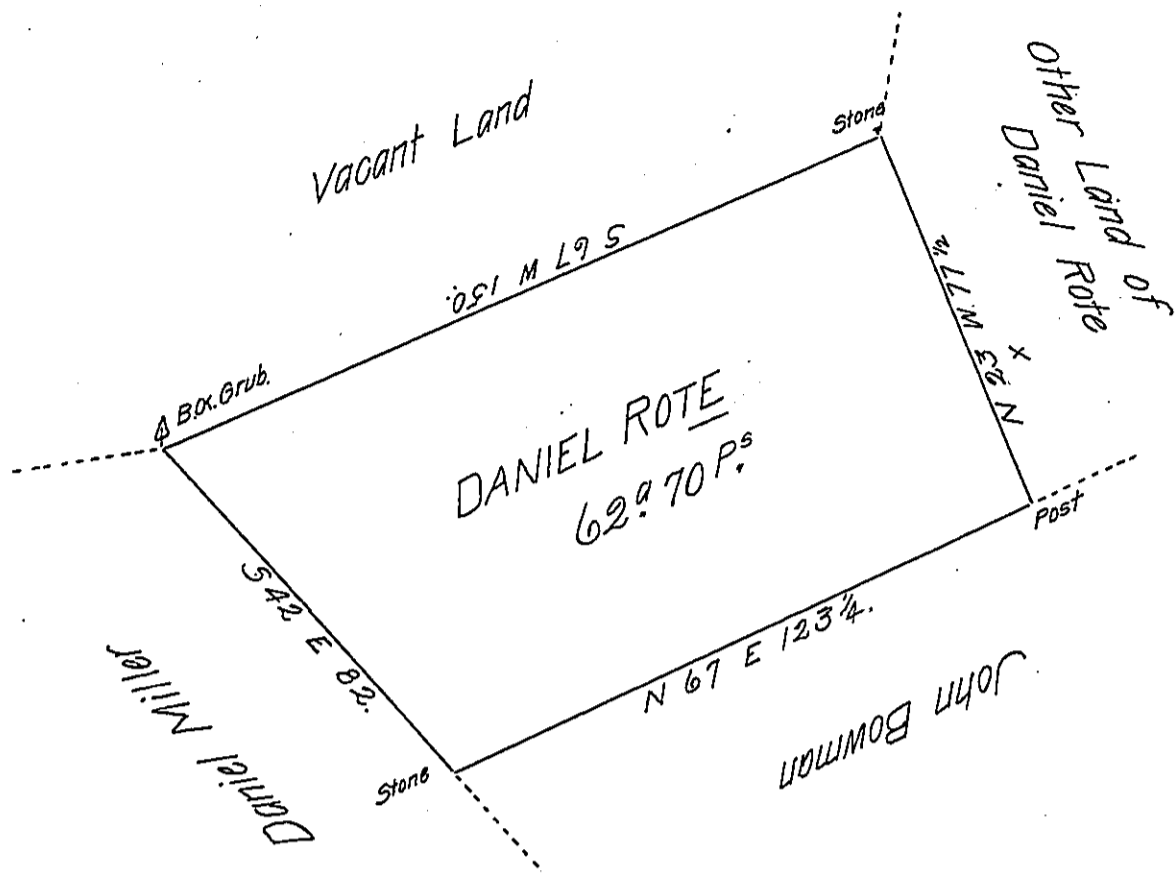 Vacant Land
Stone
Other Land of
Daniel Rote
S 67 W 150.
N 23 W 77½
x
B.O. Grub.
DANIEL ROTE
62a. 70 Ps.
Post
S 42 E 82.
N 67 E 123¼.
Daniel Miller
Stone
John Bowman